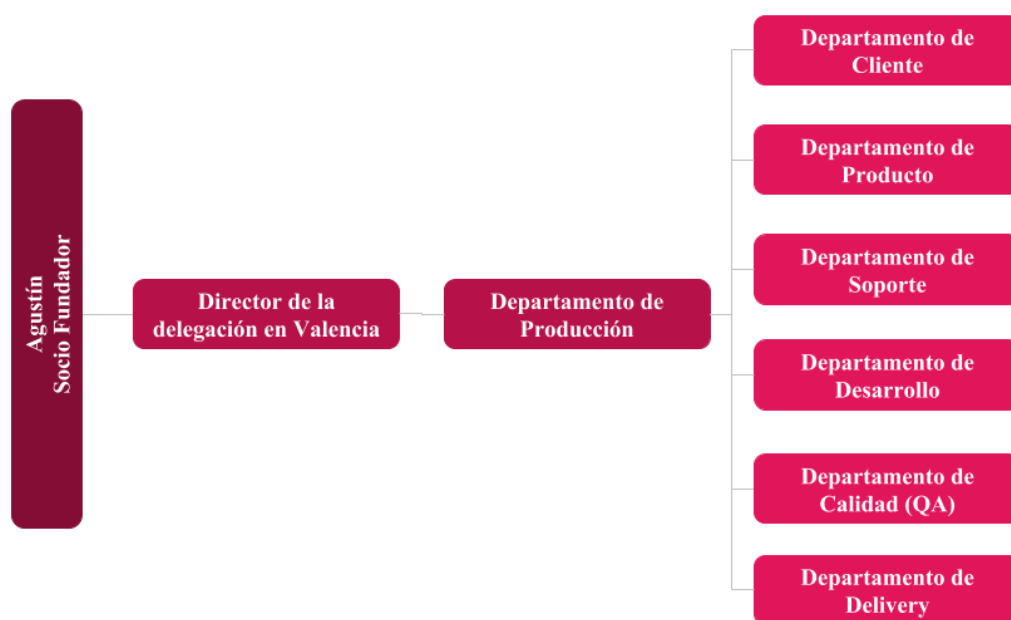 Agustín
Socio Fundador
Director de la
delegación en Valencia
Departamento de
Producción
Departamento de
Cliente
Departamento de
Producto
Departamento de
Soporte
Departamento de
Desarrollo
Departamento de
Calidad (QA)
Departamento de
Delivery